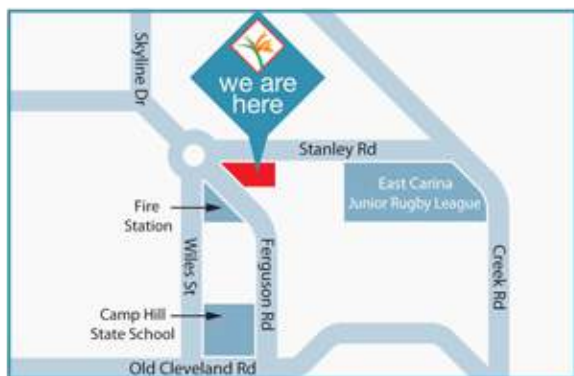 Skyline Dr
we are
here
Stanley Rd
East Carina
Junior Rugby League
Fire
Station
Wiles St
Ferguson Rd
Creek Rd
Camp Hill
State School
Old Cleveland Rd